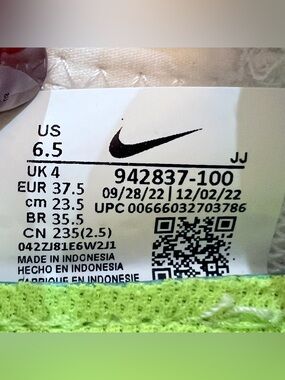 US
6.5
JJ
UK 4
942837-100
EUR 37.5
09/28/22 | 12/02/22
cm 23.5
UPC 00666032703786
BR 35.5
CN 235(2.5)
042ZJ81E6W2J1
MADE IN INDONESIA
HECHO EN INDONESIA
FABRIQUE EN INDONESIE